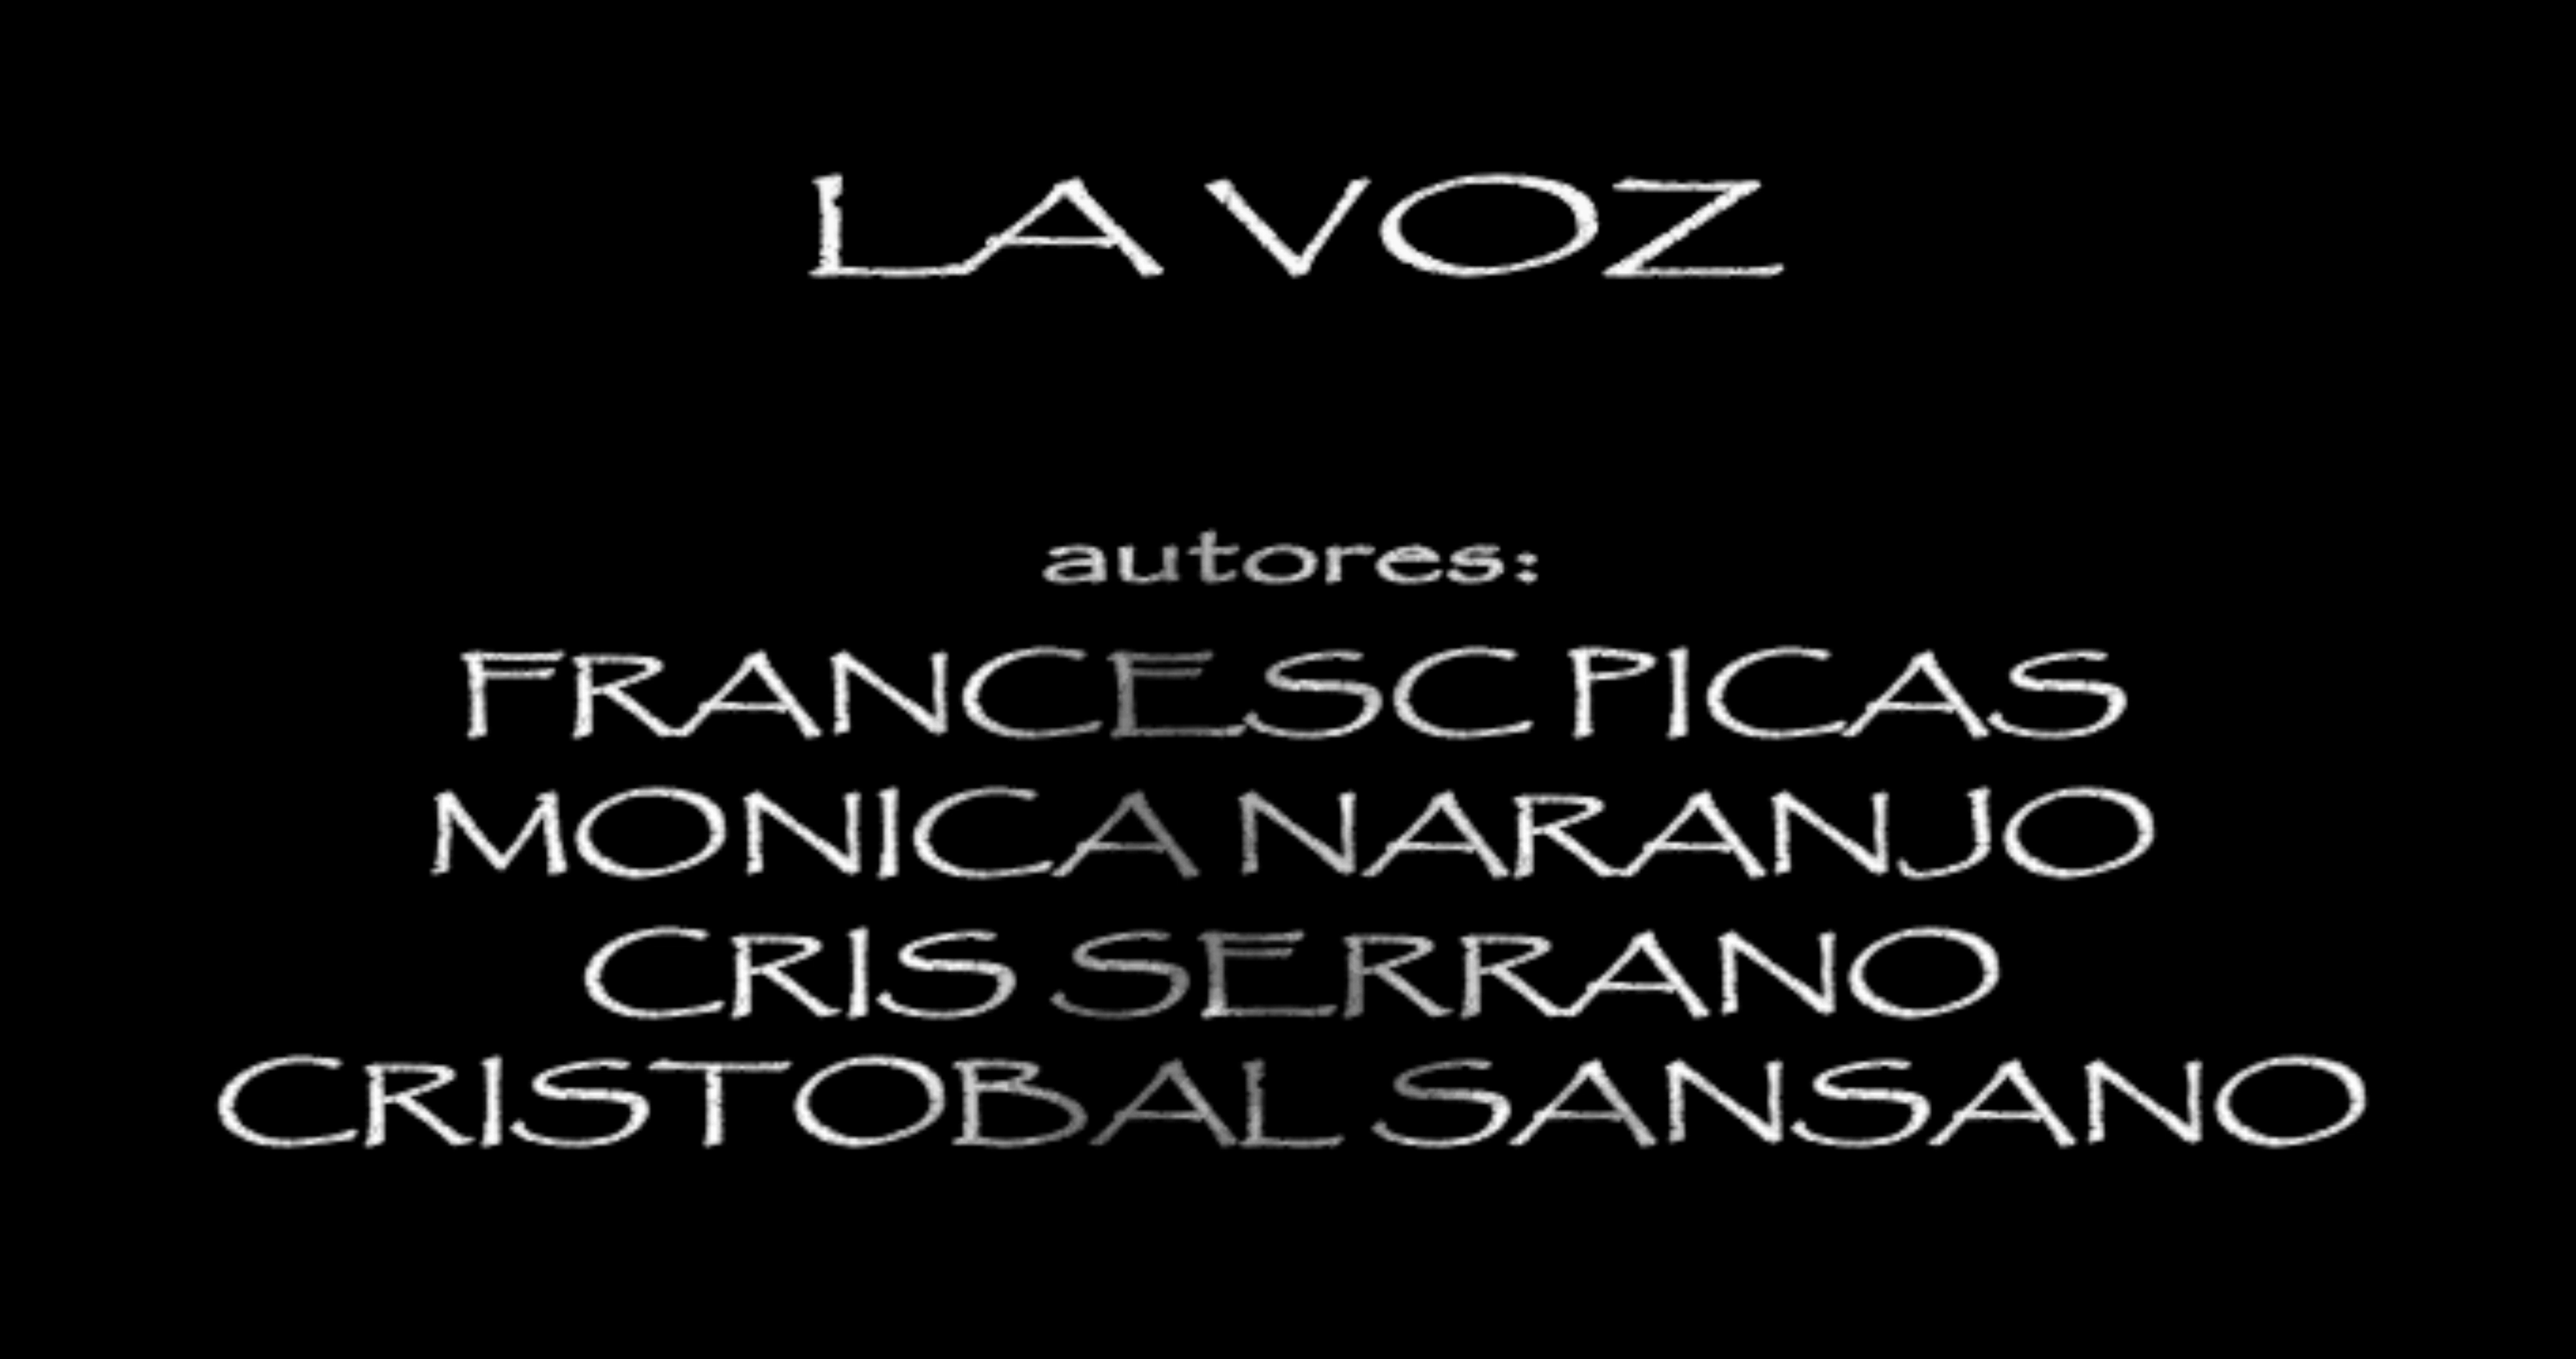 LA VOZ
autores:
FRANCESC PICAS
MONICA NARANJO
CRIS SERRANO
CRISTOBAL SANSANO